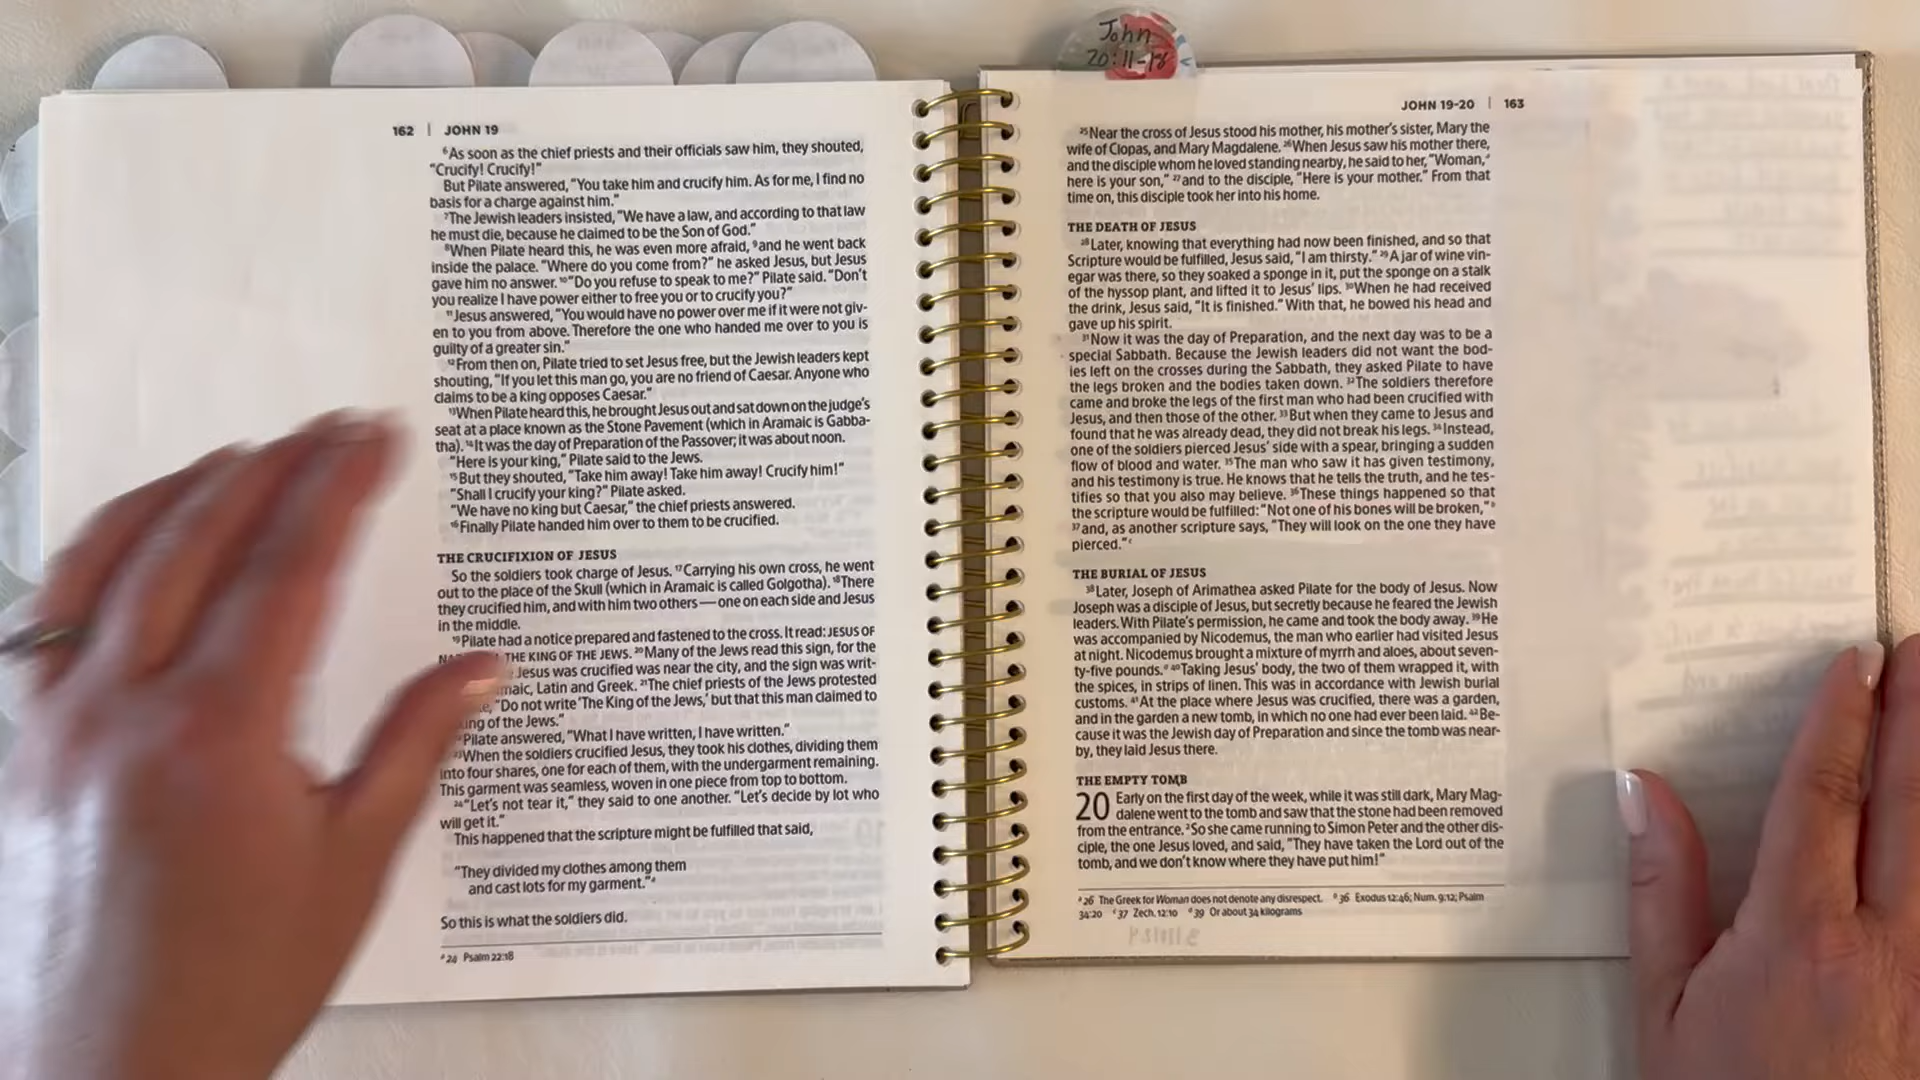 John
20:11-18
162 | JOHN 19
⁶As soon as the chief priests and their officials saw him, they shouted,
"Crucify! Crucify!"
But Pilate answered, "You take him and crucify him. As for me, I find no
basis for a charge against him."
⁷The Jewish leaders insisted, "We have a law, and according to that law
he must die, because he claimed to be the Son of God."
⁸When Pilate heard this, he was even more afraid, ⁹and he went back
inside the palace. "Where do you come from?" he asked Jesus, but Jesus
gave him no answer. ¹⁰"Do you refuse to speak to me?" Pilate said. "Don't
you realize I have power either to free you or to crucify you?"
¹¹Jesus answered, "You would have no power over me if it were not giv-
en to you from above. Therefore the one who handed me over to you is
guilty of a greater sin."
¹²From then on, Pilate tried to set Jesus free, but the Jewish leaders kept
shouting, "If you let this man go, you are no friend of Caesar. Anyone who
claims to be a king opposes Caesar."
¹³When Pilate heard this, he brought Jesus out and sat down on the judge's
seat at a place known as the Stone Pavement (which in Aramaic is Gabba-
tha). ¹⁴It was the day of Preparation of the Passover; it was about noon.
"Here is your king," Pilate said to the Jews.
¹⁵But they shouted, "Take him away! Take him away! Crucify him!"
"Shall I crucify your king?" Pilate asked.
"We have no king but Caesar," the chief priests answered.
¹⁶Finally Pilate handed him over to them to be crucified.
THE CRUCIFIXION OF JESUS
So the soldiers took charge of Jesus. ¹⁷Carrying his own cross, he went
out to the place of the Skull (which in Aramaic is called Golgotha). ¹⁸There
they crucified him, and with him two others — one on each side and Jesus
in the middle.
¹⁹Pilate had a notice prepared and fastened to the cross. It read: JESUS OF
THE KING OF THE JEWS. ²⁰Many of the Jews read this sign, for the
Jesus was crucified was near the city, and the sign was writ-
maic, Latin and Greek. ²¹The chief priests of the Jews protested
"Do not write 'The King of the Jews,' but that this man claimed to
ng of the Jews."
Pilate answered, "What I have written, I have written."
²³When the soldiers crucified Jesus, they took his clothes, dividing them
into four shares, one for each of them, with the undergarment remaining.
This garment was seamless, woven in one piece from top to bottom.
²⁴"Let's not tear it," they said to one another. "Let's decide by lot who
will get it."
This happened that the scripture might be fulfilled that said,
"They divided my clothes among them
and cast lots for my garment."ᵃ
So this is what the soldiers did.
ᵃ 24 Psalm 22:18
JOHN 19-20 | 163
²⁵Near the cross of Jesus stood his mother, his mother's sister, Mary the
wife of Clopas, and Mary Magdalene. ²⁶When Jesus saw his mother there,
and the disciple whom he loved standing nearby, he said to her, "Woman,ᵃ
here is your son," ²⁷and to the disciple, "Here is your mother." From that
time on, this disciple took her into his home.
THE DEATH OF JESUS
²⁸Later, knowing that everything had now been finished, and so that
Scripture would be fulfilled, Jesus said, "I am thirsty." ²⁹A jar of wine vin-
egar was there, so they soaked a sponge in it, put the sponge on a stalk
of the hyssop plant, and lifted it to Jesus' lips. ³⁰When he had received
the drink, Jesus said, "It is finished." With that, he bowed his head and
gave up his spirit.
³¹Now it was the day of Preparation, and the next day was to be a
special Sabbath. Because the Jewish leaders did not want the bod-
ies left on the crosses during the Sabbath, they asked Pilate to have
the legs broken and the bodies taken down. ³²The soldiers therefore
came and broke the legs of the first man who had been crucified with
Jesus, and then those of the other. ³³But when they came to Jesus and
found that he was already dead, they did not break his legs. ³⁴Instead,
one of the soldiers pierced Jesus' side with a spear, bringing a sudden
flow of blood and water. ³⁵The man who saw it has given testimony,
and his testimony is true. He knows that he tells the truth, and he tes-
tifies so that you also may believe. ³⁶These things happened so that
the scripture would be fulfilled: "Not one of his bones will be broken,"ᵇ
³⁷and, as another scripture says, "They will look on the one they have
pierced."ᶜ
THE BURIAL OF JESUS
³⁸Later, Joseph of Arimathea asked Pilate for the body of Jesus. Now
Joseph was a disciple of Jesus, but secretly because he feared the Jewish
leaders. With Pilate's permission, he came and took the body away. ³⁹He
was accompanied by Nicodemus, the man who earlier had visited Jesus
at night. Nicodemus brought a mixture of myrrh and aloes, about seven-
ty-five pounds.ᵈ ⁴⁰Taking Jesus' body, the two of them wrapped it, with
the spices, in strips of linen. This was in accordance with Jewish burial
customs. ⁴¹At the place where Jesus was crucified, there was a garden,
and in the garden a new tomb, in which no one had ever been laid. ⁴²Be-
cause it was the Jewish day of Preparation and since the tomb was near-
by, they laid Jesus there.
THE EMPTY TOMB
20 Early on the first day of the week, while it was still dark, Mary Mag-
dalene went to the tomb and saw that the stone had been removed
from the entrance. ²So she came running to Simon Peter and the other dis-
ciple, the one Jesus loved, and said, "They have taken the Lord out of the
tomb, and we don't know where they have put him!"
ᵃ 26 The Greek for Woman does not denote any disrespect. ᵇ 36 Exodus 12:46; Num. 9:12; Psalm
34:20 ᶜ 37 Zech. 12:10 ᵈ 39 Or about 34 kilograms